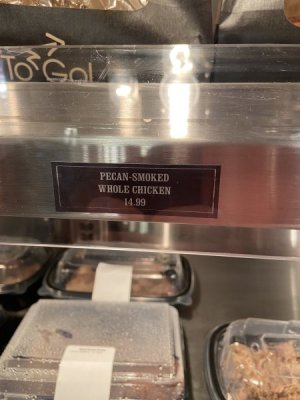 To Go!
PECAN-SMOKED
WHOLE CHICKEN
14.99